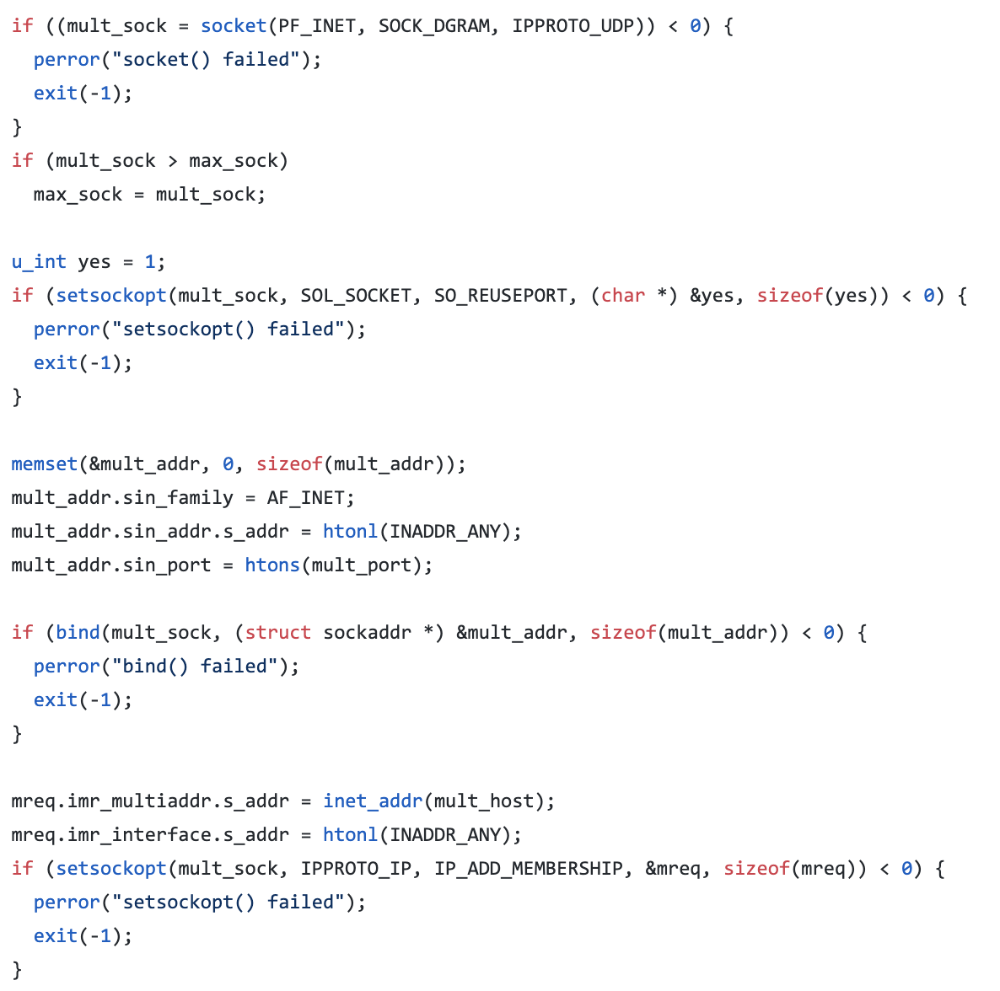 if ((mult_sock = socket(PF_INET, SOCK_DGRAM, IPPROTO_UDP)) < 0) {
  perror("socket() failed");
  exit(-1);
}
if (mult_sock > max_sock)
  max_sock = mult_sock;

u_int yes = 1;
if (setsockopt(mult_sock, SOL_SOCKET, SO_REUSEPORT, (char *) &yes, sizeof(yes)) < 0) {
  perror("setsockopt() failed");
  exit(-1);
}

memset(&mult_addr, 0, sizeof(mult_addr));
mult_addr.sin_family = AF_INET;
mult_addr.sin_addr.s_addr = htonl(INADDR_ANY);
mult_addr.sin_port = htons(mult_port);

if (bind(mult_sock, (struct sockaddr *) &mult_addr, sizeof(mult_addr)) < 0) {
  perror("bind() failed");
  exit(-1);
}

mreq.imr_multiaddr.s_addr = inet_addr(mult_host);
mreq.imr_interface.s_addr = htonl(INADDR_ANY);
if (setsockopt(mult_sock, IPPROTO_IP, IP_ADD_MEMBERSHIP, &mreq, sizeof(mreq)) < 0) {
  perror("setsockopt() failed");
  exit(-1);
}